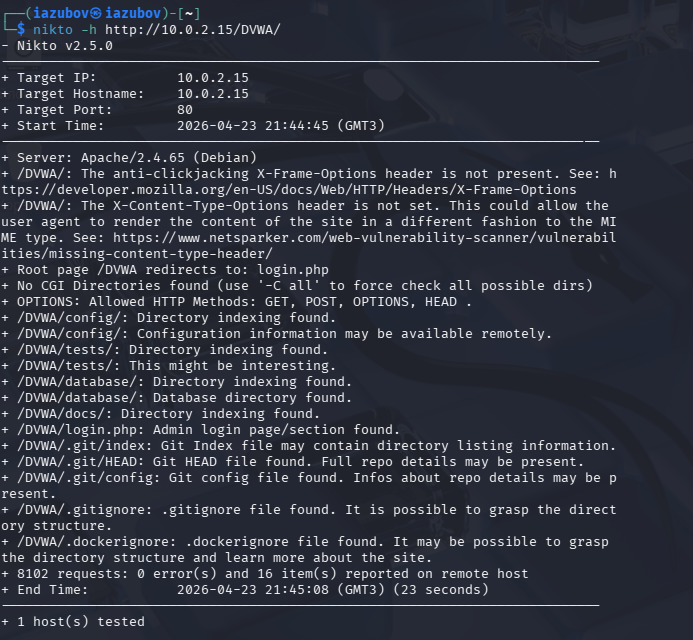 ┌──(iazubov㉿iazubov)-[~]
└─$ nikto -h http://10.0.2.15/DVWA/
- Nikto v2.5.0
---------------------------------------------------------------------------
+ Target IP:          10.0.2.15
+ Target Hostname:    10.0.2.15
+ Target Port:        80
+ Start Time:         2026-04-23 21:44:45 (GMT3)
---------------------------------------------------------------------------
+ Server: Apache/2.4.65 (Debian)
+ /DVWA/: The anti-clickjacking X-Frame-Options header is not present. See: h
ttps://developer.mozilla.org/en-US/docs/Web/HTTP/Headers/X-Frame-Options
+ /DVWA/: The X-Content-Type-Options header is not set. This could allow the
user agent to render the content of the site in a different fashion to the MI
ME type. See: https://www.netsparker.com/web-vulnerability-scanner/vulnerabil
ities/missing-content-type-header/
+ Root page /DVWA redirects to: login.php
+ No CGI Directories found (use '-C all' to force check all possible dirs)
+ OPTIONS: Allowed HTTP Methods: GET, POST, OPTIONS, HEAD .
+ /DVWA/config/: Directory indexing found.
+ /DVWA/config/: Configuration information may be available remotely.
+ /DVWA/tests/: Directory indexing found.
+ /DVWA/tests/: This might be interesting.
+ /DVWA/database/: Directory indexing found.
+ /DVWA/database/: Database directory found.
+ /DVWA/docs/: Directory indexing found.
+ /DVWA/login.php: Admin login page/section found.
+ /DVWA/.git/index: Git Index file may contain directory listing information.
+ /DVWA/.git/HEAD: Git HEAD file found. Full repo details may be present.
+ /DVWA/.git/config: Git config file found. Infos about repo details may be p
resent.
+ /DVWA/.gitignore: .gitignore file found. It is possible to grasp the direct
ory structure.
+ /DVWA/.dockerignore: .dockerignore file found. It may be possible to grasp
the directory structure and learn more about the site.
+ 8102 requests: 0 error(s) and 16 item(s) reported on remote host
+ End Time:           2026-04-23 21:45:08 (GMT3) (23 seconds)
---------------------------------------------------------------------------
+ 1 host(s) tested